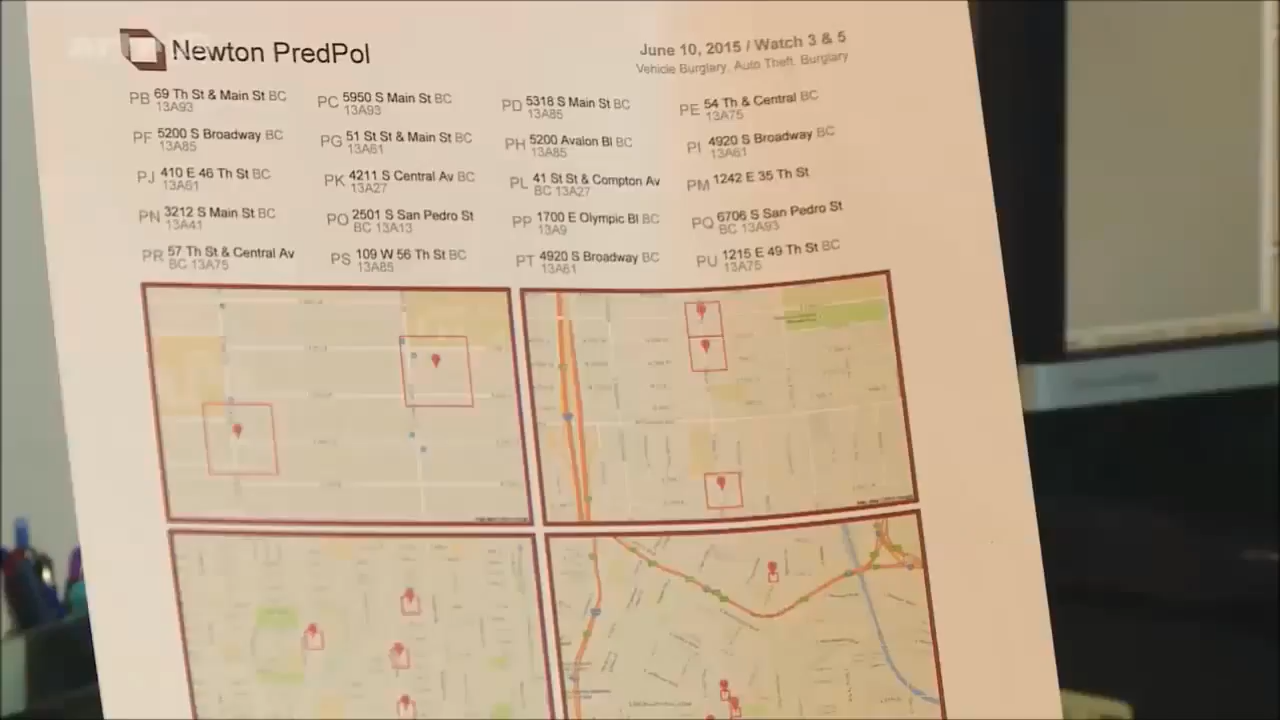 Newton PredPol
June 10, 2015 / Watch 3 & 5
Vehicle Burglary, Auto Theft, Burglary
PB 69 Th St & Main St BC
13A93
PC 5950 S Main St BC
13A93
PD 5318 S Main St BC
13A85
PE 54 Th & Central BC
13A75
PF 5200 S Broadway BC
13A85
PG 51 St St & Main St BC
13A61
PH 5200 Avalon Bl BC
13A85
PI 4920 S Broadway BC
13A61
PJ 410 E 46 Th St BC
13A61
PK 4211 S Central Av BC
13A27
PL 41 St St & Compton Av
BC 13A27
PM 1242 E 35 Th St
PN 3212 S Main St BC
13A41
PO 2501 S San Pedro St
BC 13A13
PP 1700 E Olympic Bl BC
13A9
PQ 6706 S San Pedro St
BC 13A93
PR 57 Th St & Central Av
BC 13A75
PS 109 W 56 Th St BC
13A85
PT 4920 S Broadway BC
13A61
PU 1215 E 49 Th St BC
13A75